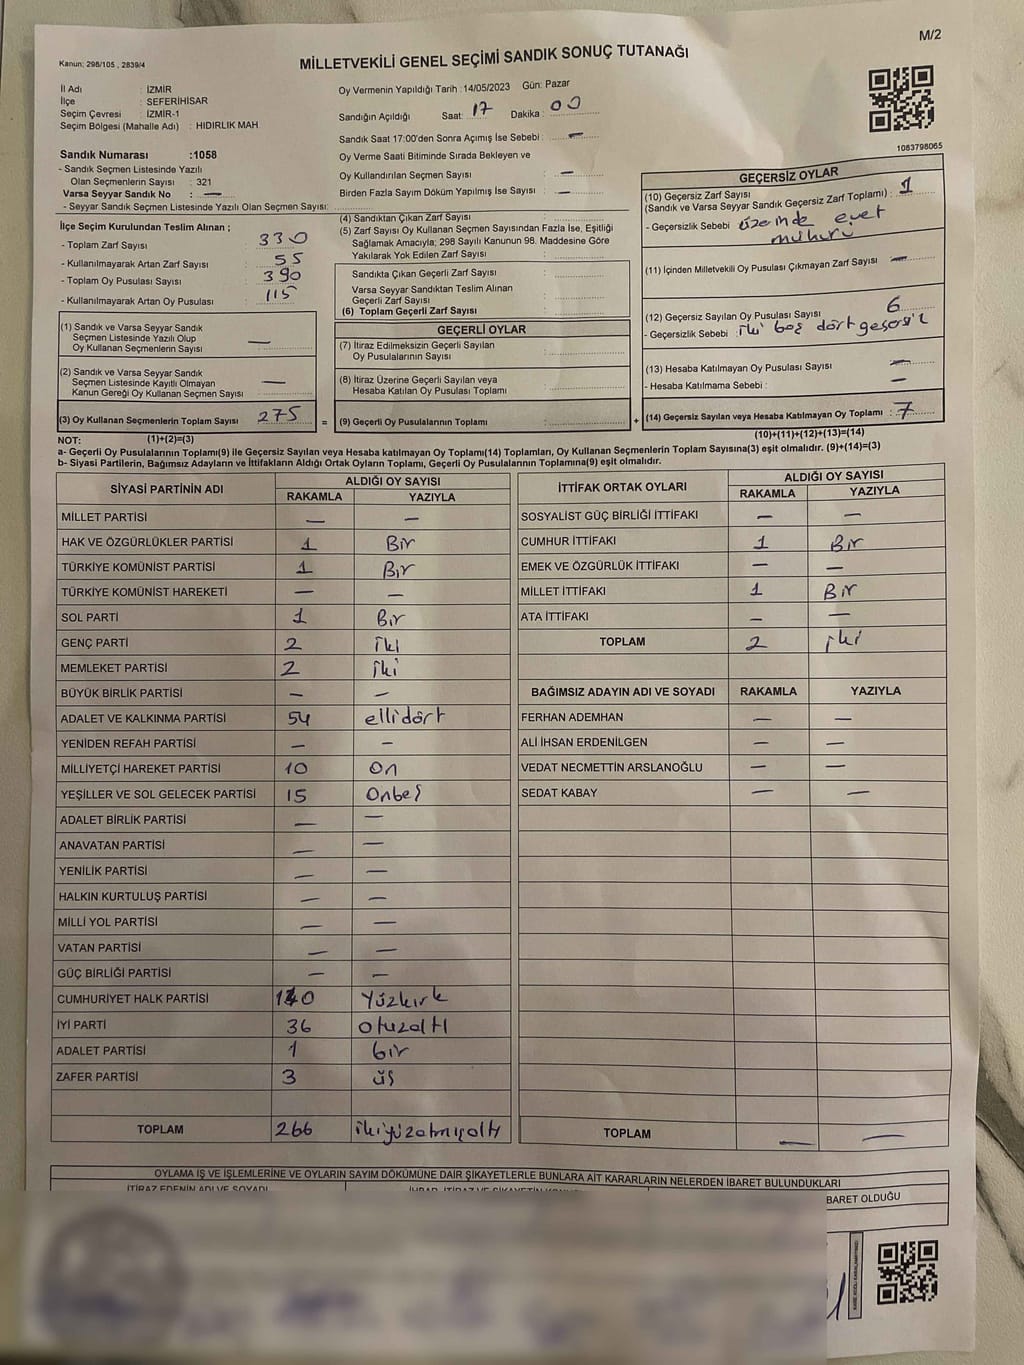 M/2
Kanun: 298/105 , 2839/4
MİLLETVEKİLİ GENEL SEÇİMİ SANDIK SONUÇ TUTANAĞI
İl Adı : İZMİR
İlçe : SEFERİHİSAR
Seçim Çevresi : İZMİR-1
Seçim Bölgesi (Mahalle Adı) : HIDIRLIK MAH
Oy Vermenin Yapıldığı Tarih :14/05/2023 Gün: Pazar
Sandığın Açıldığı Saat: 17 Dakika : 00
Sandık Saat 17:00'den Sonra Açımış İse Sebebi : —
Oy Verme Saati Bitiminde Sırada Bekleyen ve
Oy Kullandırılan Seçmen Sayısı : —
Birden Fazla Sayım Döküm Yapılmış İse Sayısı : —
1083798065
Sandık Numarası :1058
- Sandık Seçmen Listesinde Yazılı
Olan Seçmenlerin Sayısı : 321
Varsa Seyyar Sandık No : —
- Seyyar Sandık Seçmen Listesinde Yazılı Olan Seçmen Sayısı:
İlçe Seçim Kurulundan Teslim Alınan ;
- Toplam Zarf Sayısı : 330
- Kullanılmayarak Artan Zarf Sayısı : 55
- Toplam Oy Pusulası Sayısı : 390
- Kullanılmayarak Artan Oy Pusulası : 115
(1) Sandık ve Varsa Seyyar Sandık
Seçmen Listesinde Yazılı Olup
Oy Kullanan Seçmenlerin Sayısı : —
(2) Sandık ve Varsa Seyyar Sandık
Seçmen Listesinde Kayıtlı Olmayan
Kanun Gereği Oy Kullanan Seçmen Sayısı : —
(3) Oy Kullanan Seçmenlerin Toplam Sayısı : 275
(4) Sandıktan Çıkan Zarf Sayısı :
(5) Zarf Sayısı Oy Kullanan Seçmen Sayısından Fazla İse, Eşitliği
Sağlamak Amacıyla; 298 Sayılı Kanunun 98. Maddesine Göre
Yakılarak Yok Edilen Zarf Sayısı :
Sandıkta Çıkan Geçerli Zarf Sayısı :
Varsa Seyyar Sandıktan Teslim Alınan
Geçerli Zarf Sayısı :
(6) Toplam Geçerli Zarf Sayısı :
GEÇERLİ OYLAR
(7) İtiraz Edilmeksizin Geçerli Sayılan
Oy Pusulalarının Sayısı :
(8) İtiraz Üzerine Geçerli Sayılan veya
Hesaba Katılan Oy Pusulası Toplamı :
= (9) Geçerli Oy Pusulalarının Toplamı :
GEÇERSİZ OYLAR
(10) Geçersiz Zarf Sayısı
(Sandık ve Varsa Seyyar Sandık Geçersiz Zarf Toplamı) : 1
- Geçersizlik Sebebi : üzerinde evet
mühürü
(11) İçinden Milletvekili Oy Pusulası Çıkmayan Zarf Sayısı : —
(12) Geçersiz Sayılan Oy Pusulası Sayısı : 6
- Geçersizlik Sebebi : iki boş dört geçersiz
(13) Hesaba Katılmayan Oy Pusulası Sayısı : —
- Hesaba Katılmama Sebebi : —
+ (14) Geçersiz Sayılan veya Hesaba Katılmayan Oy Toplamı : 7
NOT: (1)+(2)=(3) (10)+(11)+(12)+(13)=(14)
a- Geçerli Oy Pusulalarının Toplamı(9) ile Geçersiz Sayılan veya Hesaba katılmayan Oy Toplamı(14) Toplamları, Oy Kullanan Seçmenlerin Toplam Sayısına(3) eşit olmalıdır. (9)+(14)=(3)
b- Siyasi Partilerin, Bağımsız Adayların ve İttifakların Aldığı Ortak Oyların Toplamı, Geçerli Oy Pusulalarının Toplamına(9) eşit olmalıdır.
SİYASİ PARTİNİN ADI ALDIĞI OY SAYISI
RAKAMLA YAZIYLA
MİLLET PARTİSİ — —
HAK VE ÖZGÜRLÜKLER PARTİSİ 1 Bir
TÜRKİYE KOMÜNİST PARTİSİ 1 Bir
TÜRKİYE KOMÜNİST HAREKETİ — —
SOL PARTİ 1 Bir
GENÇ PARTİ 2 iki
MEMLEKET PARTİSİ 2 iki
BÜYÜK BİRLİK PARTİSİ — —
ADALET VE KALKINMA PARTİSİ 54 ellidört
YENİDEN REFAH PARTİSİ — —
MİLLİYETÇİ HAREKET PARTİSİ 10 On
YEŞİLLER VE SOL GELECEK PARTİSİ 15 Onbeş
ADALET BİRLİK PARTİSİ — —
ANAVATAN PARTİSİ — —
YENİLİK PARTİSİ — —
HALKIN KURTULUŞ PARTİSİ — —
MİLLİ YOL PARTİSİ — —
VATAN PARTİSİ — —
GÜÇ BİRLİĞİ PARTİSİ — —
CUMHURİYET HALK PARTİSİ 140 Yüzkırk
İYİ PARTİ 36 otuzaltı
ADALET PARTİSİ 1 bir
ZAFER PARTİSİ 3 üş
TOPLAM 266 ikiyüzatmışaltı
İTTİFAK ORTAK OYLARI ALDIĞI OY SAYISI
RAKAMLA YAZIYLA
SOSYALİST GÜÇ BİRLİĞİ İTTİFAKI — —
CUMHUR İTTİFAKI 1 Bir
EMEK VE ÖZGÜRLÜK İTTİFAKI — —
MİLLET İTTİFAKI 1 Bir
ATA İTTİFAKI — —
TOPLAM 2 iki
BAĞIMSIZ ADAYIN ADI VE SOYADI RAKAMLA YAZIYLA
FERHAN ADEMHAN — —
ALİ İHSAN ERDENİLGEN — —
VEDAT NECMETTİN ARSLANOĞLU — —
SEDAT KABAY — —
TOPLAM — —
OYLAMA İŞ VE İŞLEMLERİNE VE OYLARIN SAYIM DÖKÜMÜNE DAİR ŞİKAYETLERLE BUNLARA AİT KARARLARIN NELERDEN İBARET BULUNDUKLARI
İTİRAZ EDENİN ADI VE SOYADI
BARET OLDUĞU